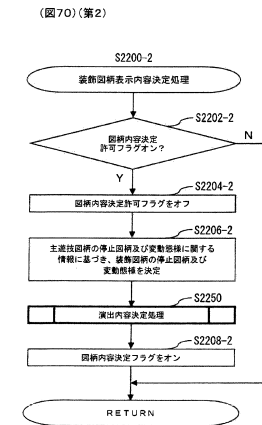 (図70)(第2)
S2200-2
装飾図柄表示内容決定処理
S2202-2
図柄内容決定
許可フラグオン?
N
Y
S2204-2
図柄内容決定許可フラグをオフ
S2206-2
主遊技図柄の停止図柄及び変動態様に関する
情報に基づき、装飾図柄の停止図柄及び
変動態様を決定
S2250
演出内容決定処理
S2208-2
図柄内容決定フラグをオン
RETURN